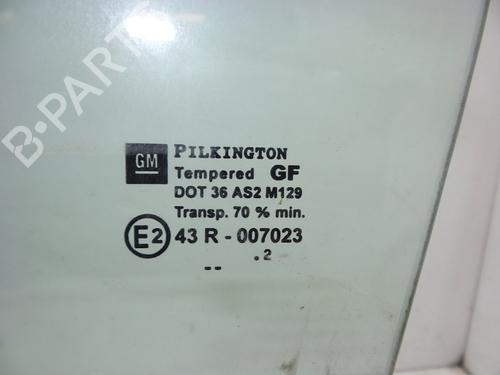 B-PARTS
GM PILKINGTON
Tempered GF
DOT 36 AS2 M129
Transp. 70 % min.
E2 43 R - 007023
-- .2